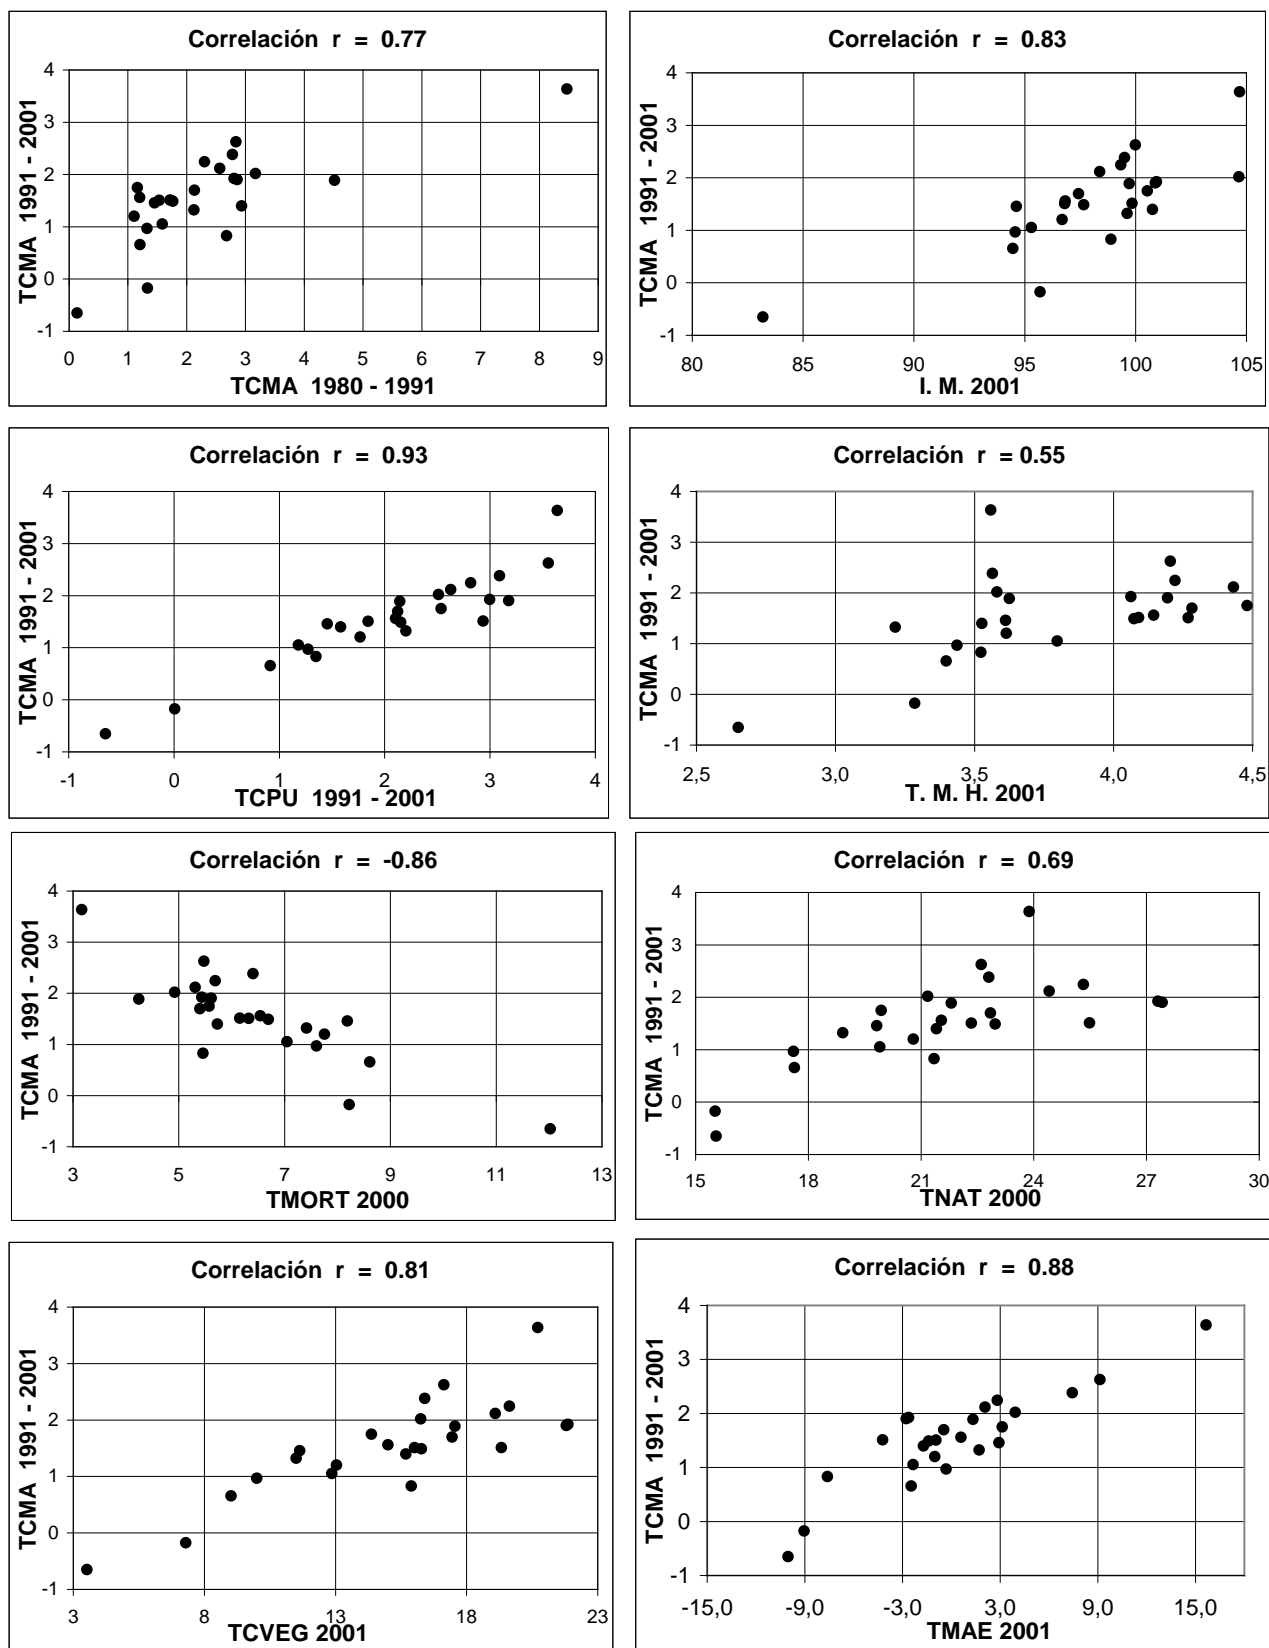 Correlación r = 0.77
TCMA 1991 - 2001
4
3
2
1
0
-1
0 1 2 3 4 5 6 7 8 9
TCMA 1980 - 1991
Correlación r = 0.83
TCMA 1991 - 2001
4
3
2
1
0
-1
80 85 90 95 100 105
I. M. 2001
Correlación r = 0.93
TCMA 1991 - 2001
4
3
2
1
0
-1
-1 0 1 2 3 4
TCPU 1991 - 2001
Correlación r = 0.55
TCMA 1991 - 2001
4
3
2
1
0
-1
2,5 3,0 3,5 4,0 4,5
T. M. H. 2001
Correlación r = -0.86
TCMA 1991 - 2001
4
3
2
1
0
-1
3 5 7 9 11 13
TMORT 2000
Correlación r = 0.69
TCMA 1991 - 2001
4
3
2
1
0
-1
15 18 21 24 27 30
TNAT 2000
Correlación r = 0.81
TCMA 1991 - 2001
4
3
2
1
0
-1
3 8 13 18 23
TCVEG 2001
Correlación r = 0.88
TCMA 1991 - 2001
4
3
2
1
0
-1
-15,0 -9,0 -3,0 3,0 9,0 15,0
TMAE 2001